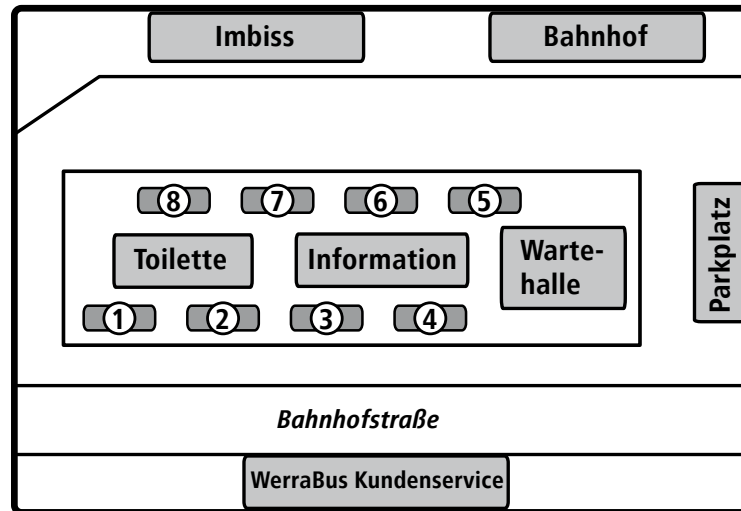 Imbiss
Bahnhof
8
7
6
5
Toilette
Information
Warte-
halle
Parkplatz
1
2
3
4
Bahnhofstraße
WerraBus Kundenservice